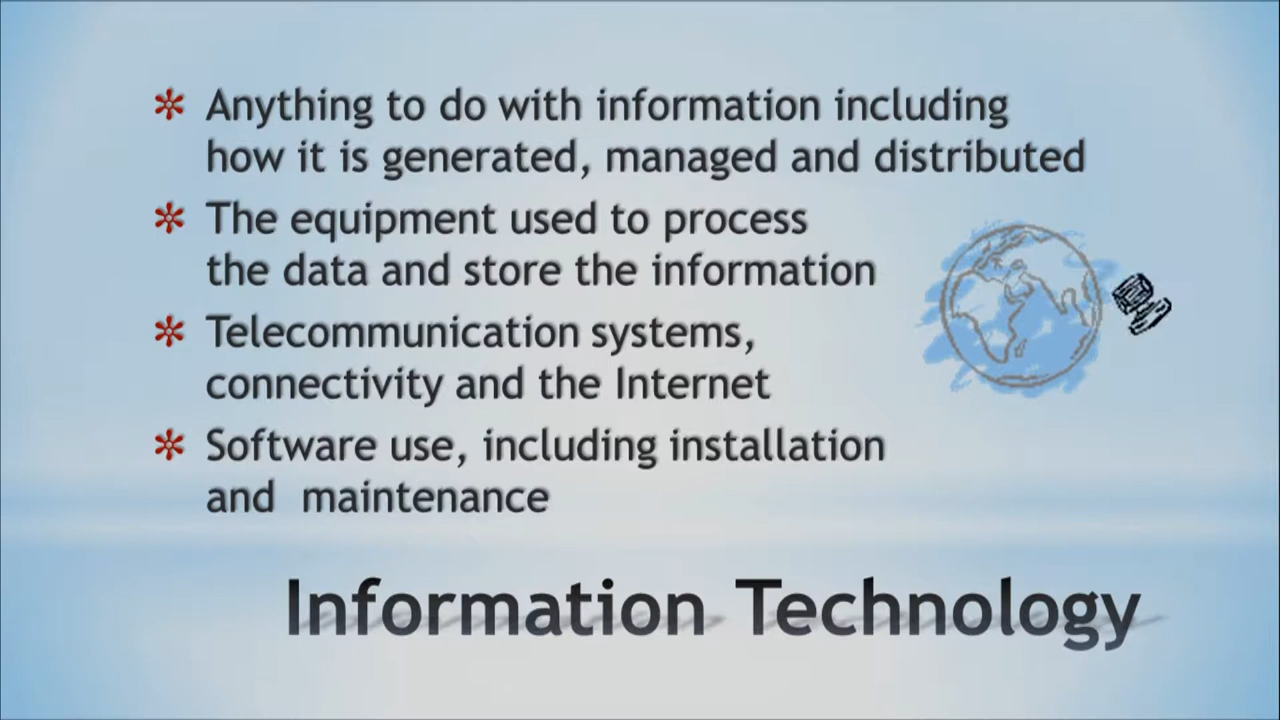 * Anything to do with information including
how it is generated, managed and distributed
* The equipment used to process
the data and store the information
* Telecommunication systems,
connectivity and the Internet
* Software use, including installation
and  maintenance
Information Technology